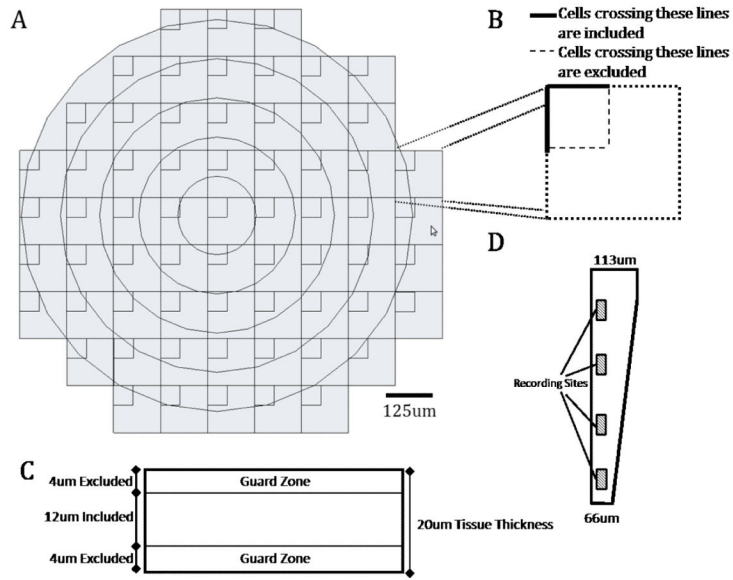 A
B
Cells crossing these lines
are included
Cells crossing these lines
are excluded
125um
D
113um
Recording Sites
66um
C
4um Excluded
Guard Zone
12um Included
20um Tissue Thickness
4um Excluded
Guard Zone